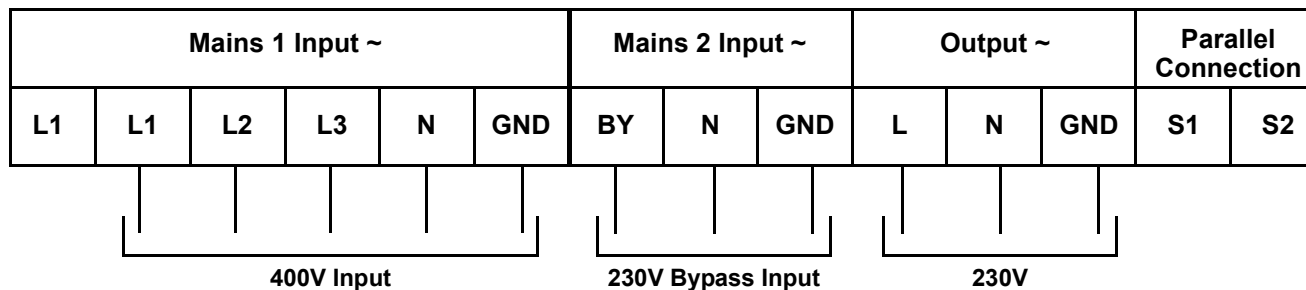 Mains 1 Input ~ Mains 2 Input ~ Output ~ Parallel Connection
L1 L1 L2 L3 N GND BY N GND L N GND S1 S2
400V Input 230V Bypass Input 230V